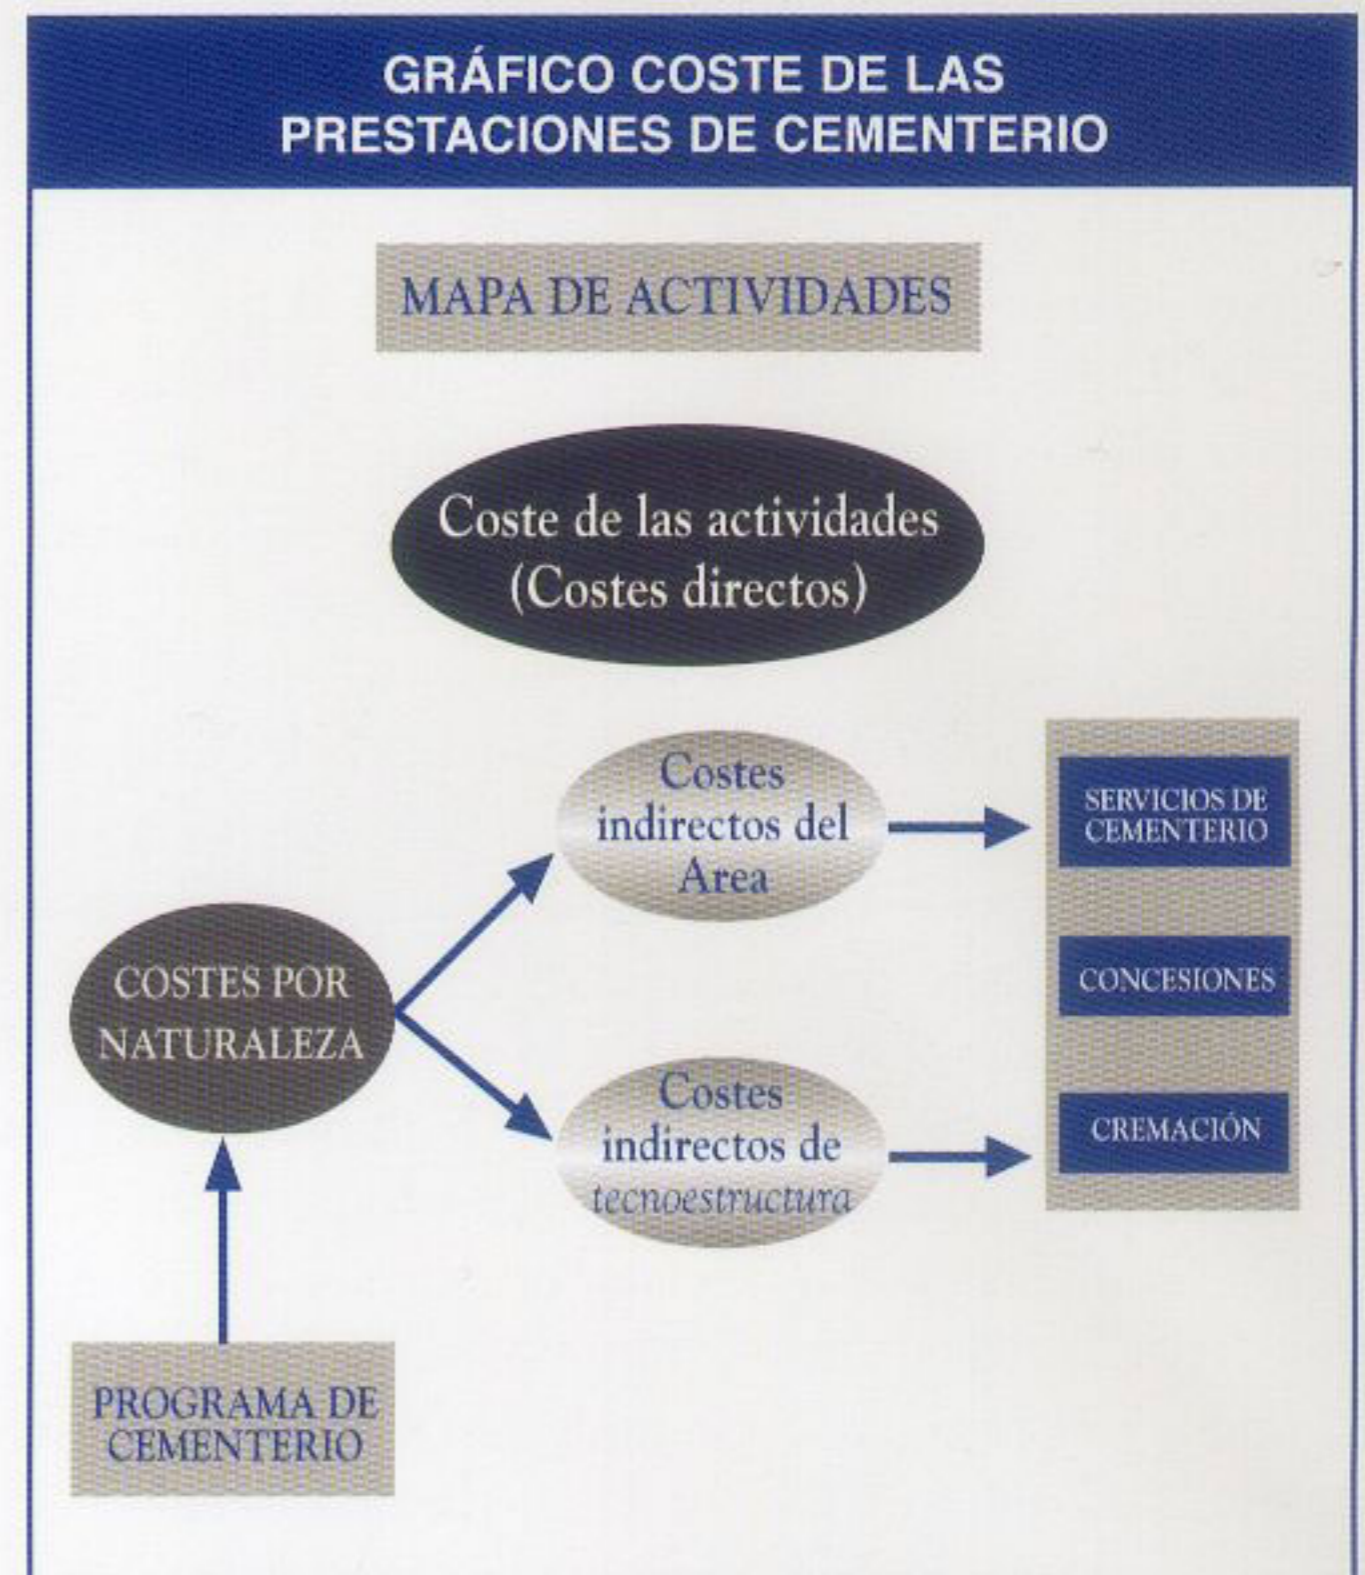 GRÁFICO COSTE DE LAS
PRESTACIONES DE CEMENTERIO
MAPA DE ACTIVIDADES
Coste de las actividades
(Costes directos)
Costes
indirectos del
Area
SERVICIOS DE
CEMENTERIO
CONCESIONES
COSTES POR
NATURALEZA
Costes
indirectos de
tecnoestructura
CREMACIÓN
PROGRAMA DE
CEMENTERIO